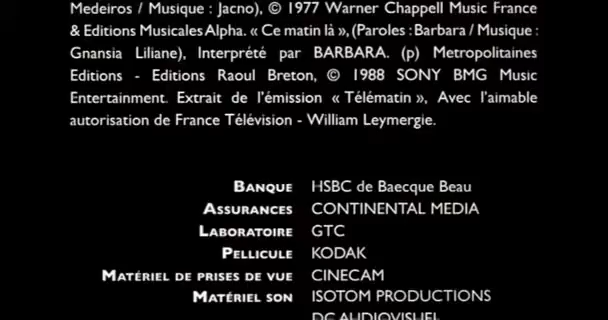 Medeiros / Musique : Jacno), © 1977 Warner Chappell Music France
& Editions Musicales Alpha. « Ce matin là », (Paroles : Barbara / Musique :
Gnansia Liliane), Interprété par BARBARA. (p) Metropolitaines
Editions - Editions Raoul Breton, © 1988 SONY BMG Music
Entertainment. Extrait de l'émission « Télématin », Avec l'aimable
autorisation de France Télévision - William Leymergie.
BANQUE HSBC de Baecque Beau
ASSURANCES CONTINENTAL MEDIA
LABORATOIRE GTC
PELLICULE KODAK
MATÉRIEL DE PRISES DE VUE CINECAM
MATÉRIEL SON ISOTOM PRODUCTIONS
DC AUDIOVISUEL